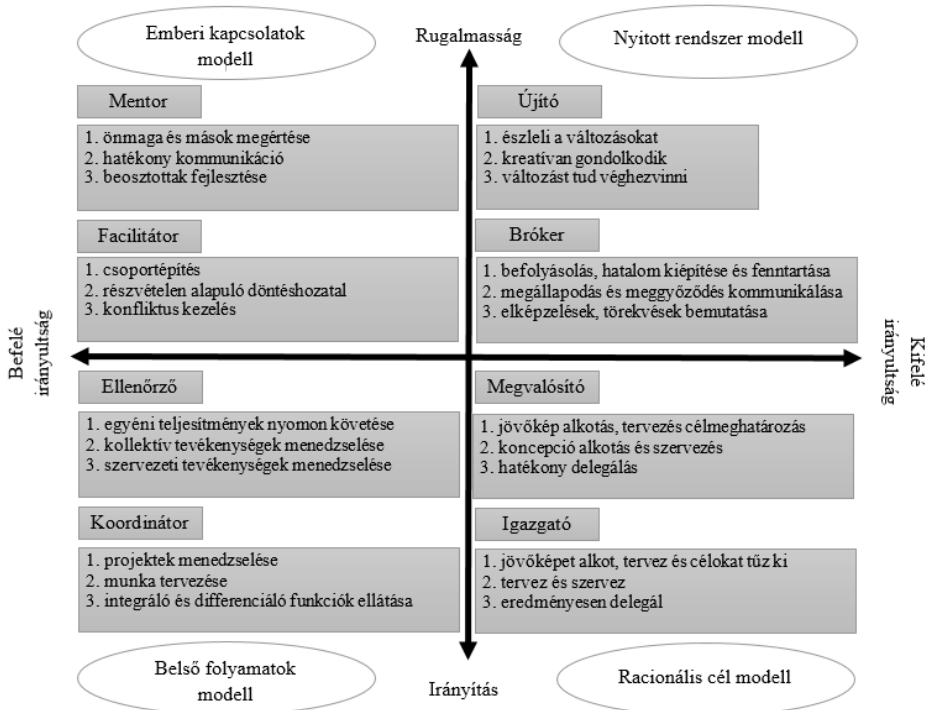 Emberi kapcsolatok
modell
Rugalmasság
Nyitott rendszer modell
Mentor
1. önmaga és mások megértése
2. hatékony kommunikáció
3. beosztottak fejlesztése
Újító
1. észleli a változásokat
2. kreatívan gondolkodik
3. változást tud véghezvinni
Facilitátor
1. csoportépítés
2. részvételen alapuló döntéshozatal
3. konfliktus kezelés
Bróker
1. befolyásolás, hatalom kiépítése és fenntartása
2. megállapodás és meggyőződés kommunikálása
3. elképzelések, törekvések bemutatása
Befelé
irányultság
Kifelé
irányultság
Ellenőrző
1. egyéni teljesítmények nyomon követése
2. kollektív tevékenységek menedzselése
3. szervezeti tevékenységek menedzselése
Megvalósító
1. jövőkép alkotás, tervezés célmeghatározás
2. koncepció alkotás és szervezés
3. hatékony delegálás
Koordinátor
1. projektek menedzselése
2. munka tervezése
3. integráló és differenciáló funkciók ellátása
Igazgató
1. jövőképet alkot, tervez és célokat tűz ki
2. tervez és szervez
3. eredményesen delegál
Belső folyamatok
modell
Irányítás
Racionális cél modell